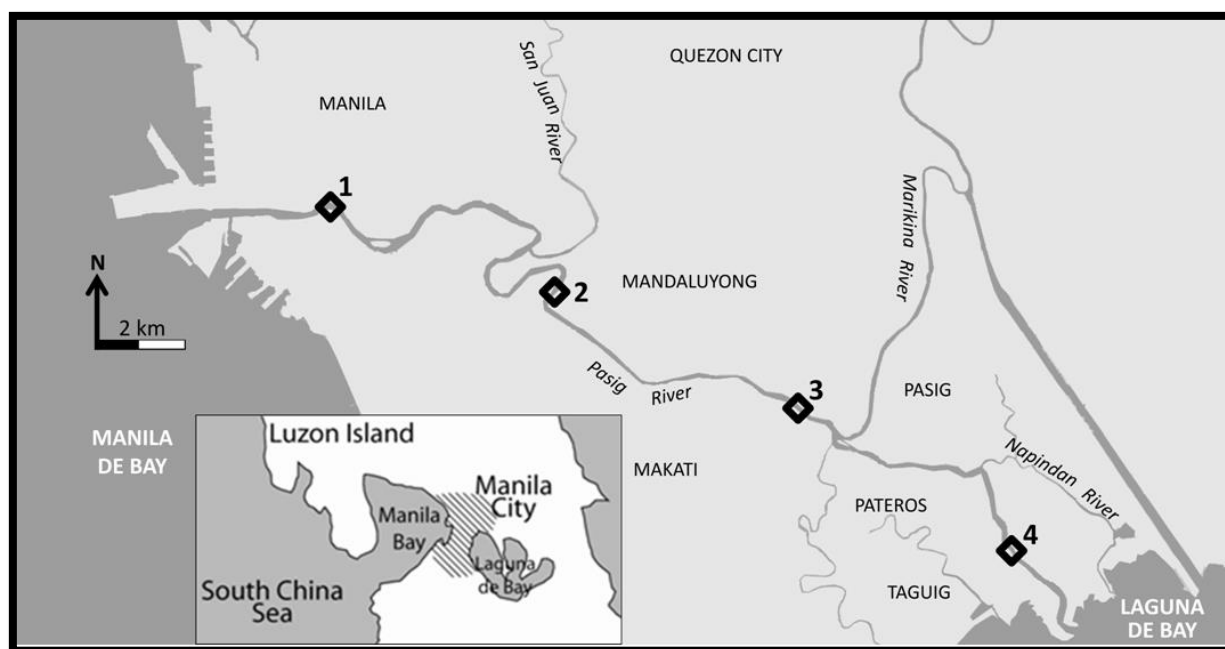 QUEZON CITY
San Juan River
MANILA
1
Marikina River
N
MANDALUYONG
2
2 km
Pasig River
3
PASIG
MANILA
DE BAY
MAKATI
Napindan River
PATEROS
4
TAGUIG
LAGUNA
DE BAY
Luzon Island
Manila
City
Manila
Bay
Laguna
de Bay
South China
Sea